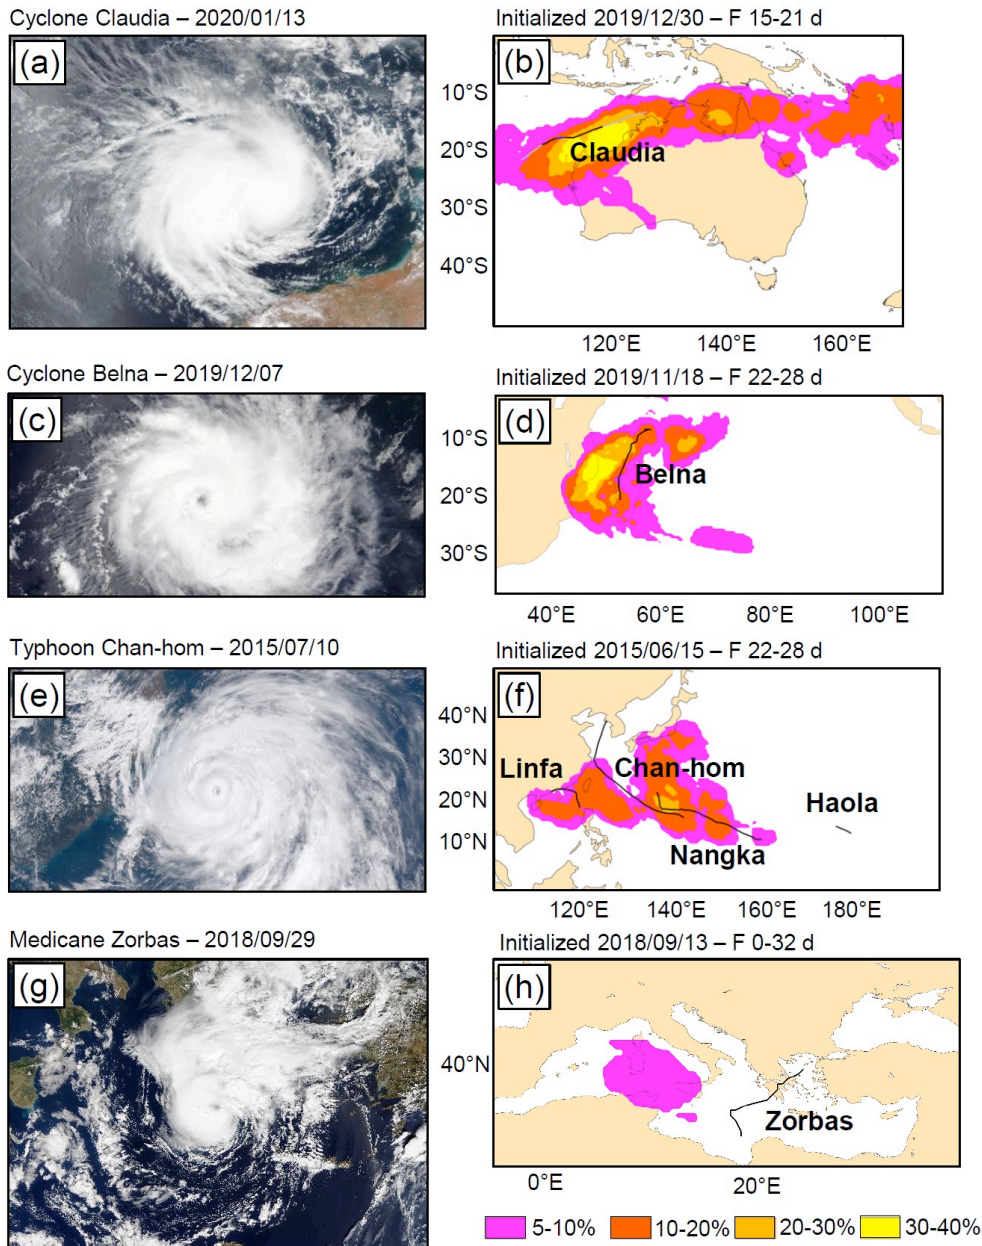 Cyclone Claudia – 2020/01/13
Initialized 2019/12/30 – F 15-21 d
(a)
(b)
10°S
20°S
30°S
40°S
Claudia
120°E 140°E 160°E
Cyclone Belna – 2019/12/07
Initialized 2019/11/18 – F 22-28 d
(c)
(d)
10°S
20°S
30°S
Belna
40°E 60°E 80°E 100°E
Typhoon Chan-hom – 2015/07/10
Initialized 2015/06/15 – F 22-28 d
(e)
(f)
40°N
30°N
20°N
10°N
Linfa
Chan-hom
Haola
Nangka
120°E 140°E 160°E 180°E
Medicane Zorbas – 2018/09/29
Initialized 2018/09/13 – F 0-32 d
(g)
(h)
40°N
Zorbas
0°E 20°E
5-10% 10-20% 20-30% 30-40%